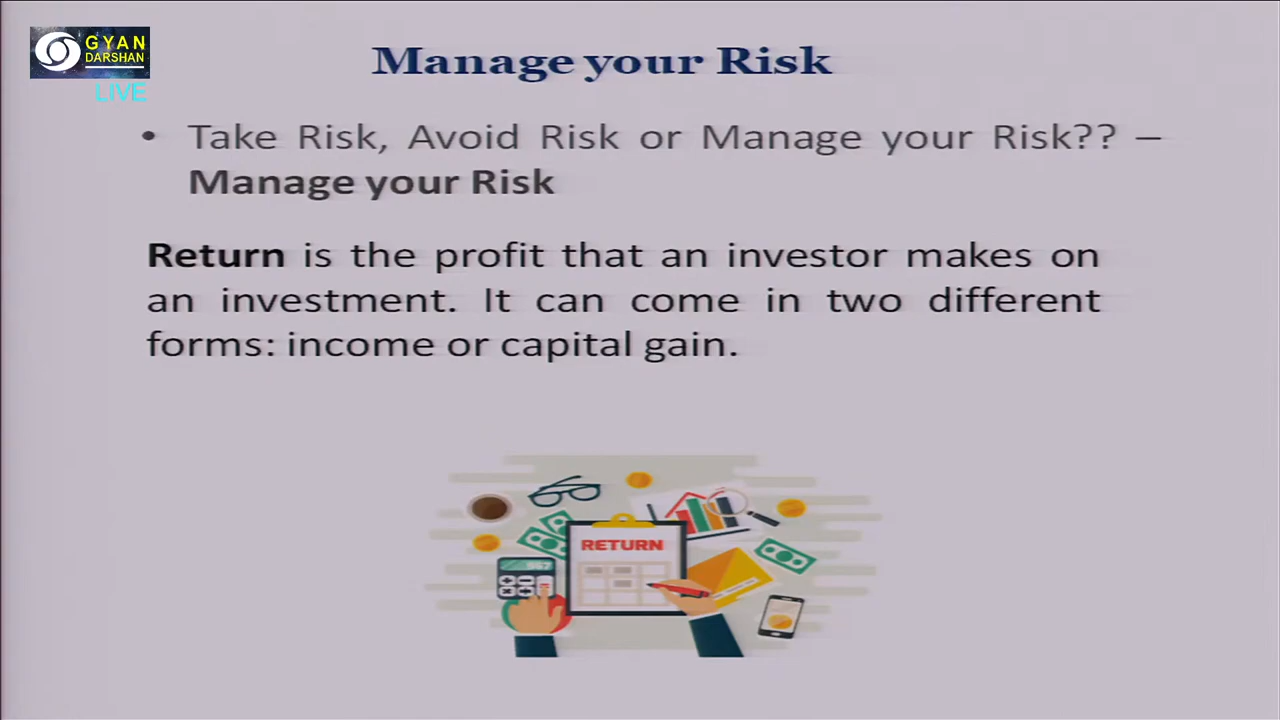 GYAN
DARSHAN
LIVE
Manage your Risk
• Take Risk, Avoid Risk or Manage your Risk?? –
Manage your Risk
Return is the profit that an investor makes on
an investment. It can come in two different
forms: income or capital gain.
RETURN